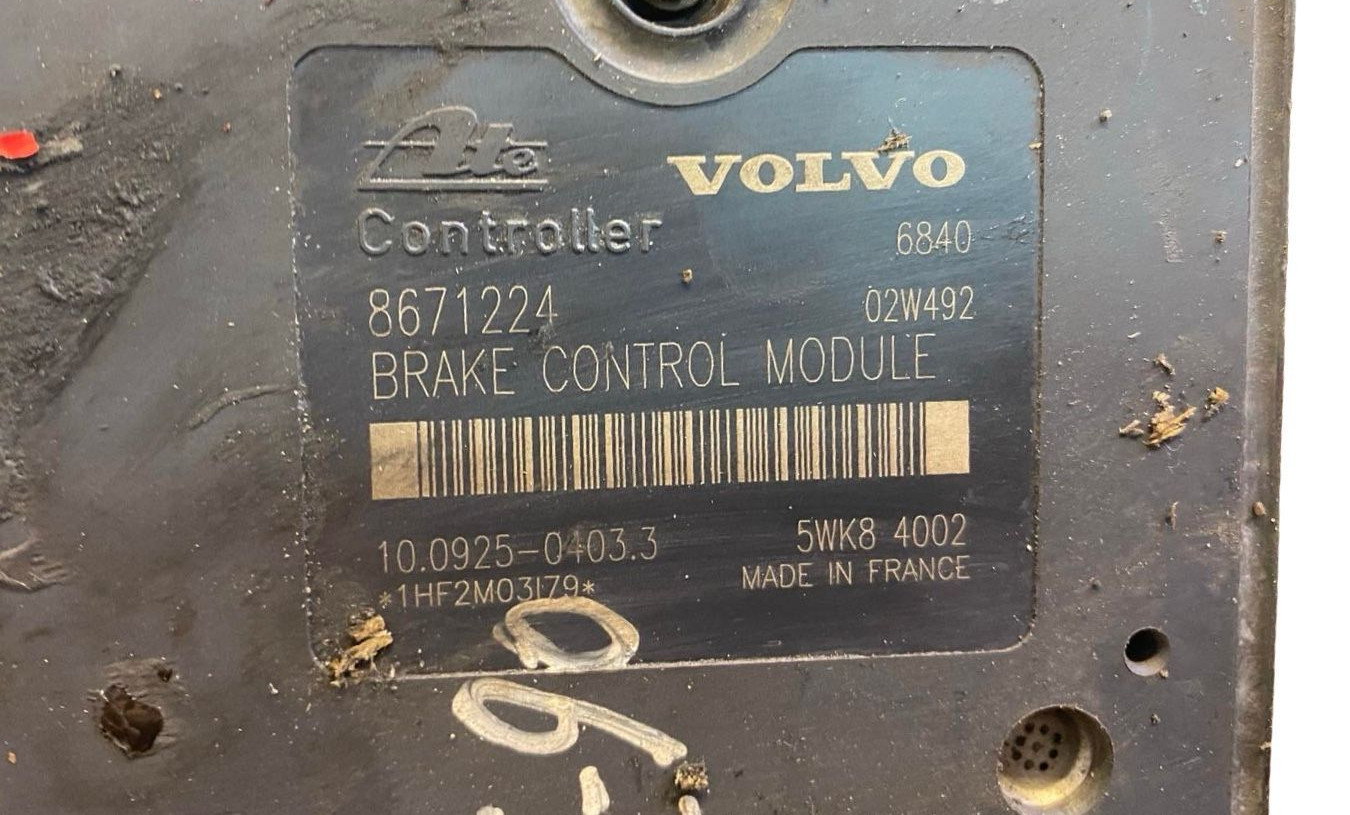 Ate
VOLVO
Controller
6840
8671224
02W492
BRAKE CONTROL MODULE
10.0925-0403.3
5WK8 4002
*1HF2M03I79*
MADE IN FRANCE